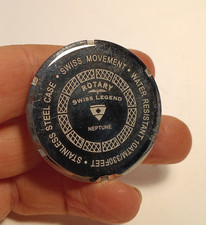 STAINLESS STEEL CASE • SWISS MOVEMENT • WATER RESISTANT 10ATM/330FEET •
ROTARY
SWISS LEGEND
NEPTUNE